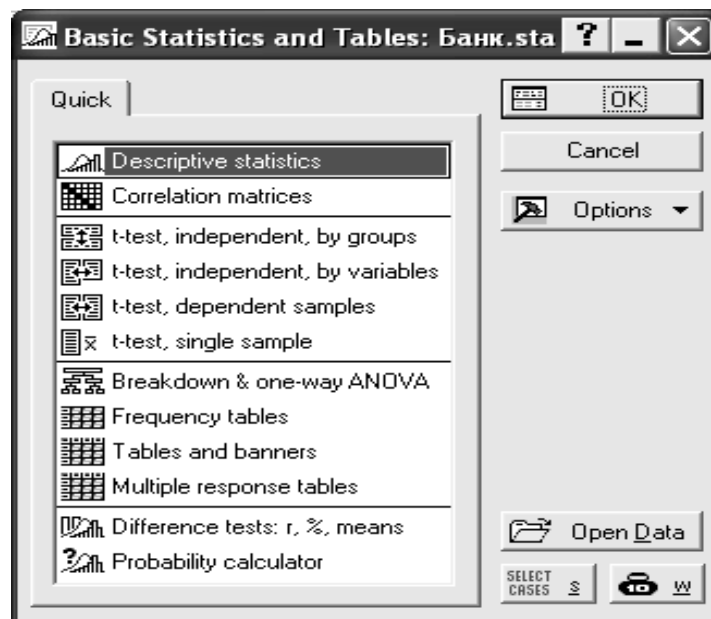 Basic Statistics and Tables: Банк.sta
Quick
OK
Cancel
Options
Descriptive statistics
Correlation matrices
t-test, independent, by groups
t-test, independent, by variables
t-test, dependent samples
t-test, single sample
Breakdown & one-way ANOVA
Frequency tables
Tables and banners
Multiple response tables
Difference tests: r, %, means
Probability calculator
Open Data
SELECT
CASES
s
w